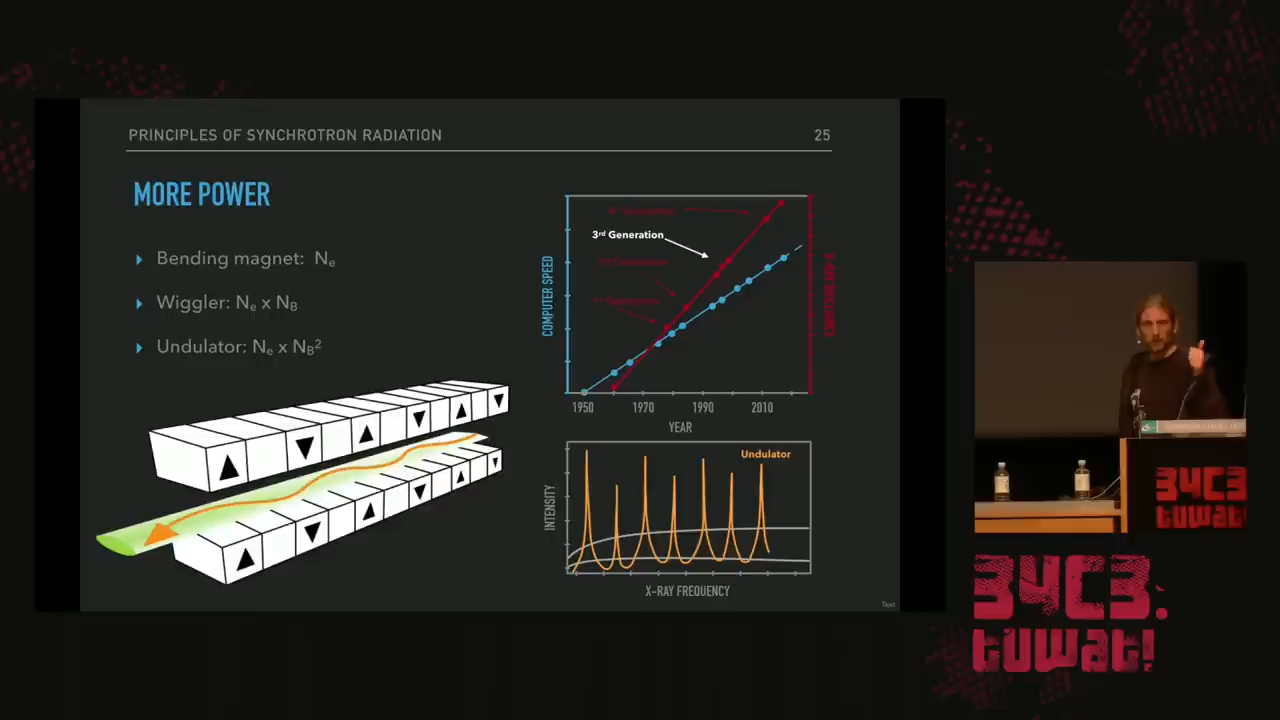 PRINCIPLES OF SYNCHROTRON RADIATION
25
MORE POWER
Bending magnet: Nₑ
Wiggler: Nₑ x N_B
Undulator: Nₑ x N_B²
3ʳᵈ Generation
COMPUTER SPEED
1950
1970
1990
2010
YEAR
Undulator
INTENSITY
X-RAY FREQUENCY
Text
34C3
tuwat!
34C3:
tuwat!